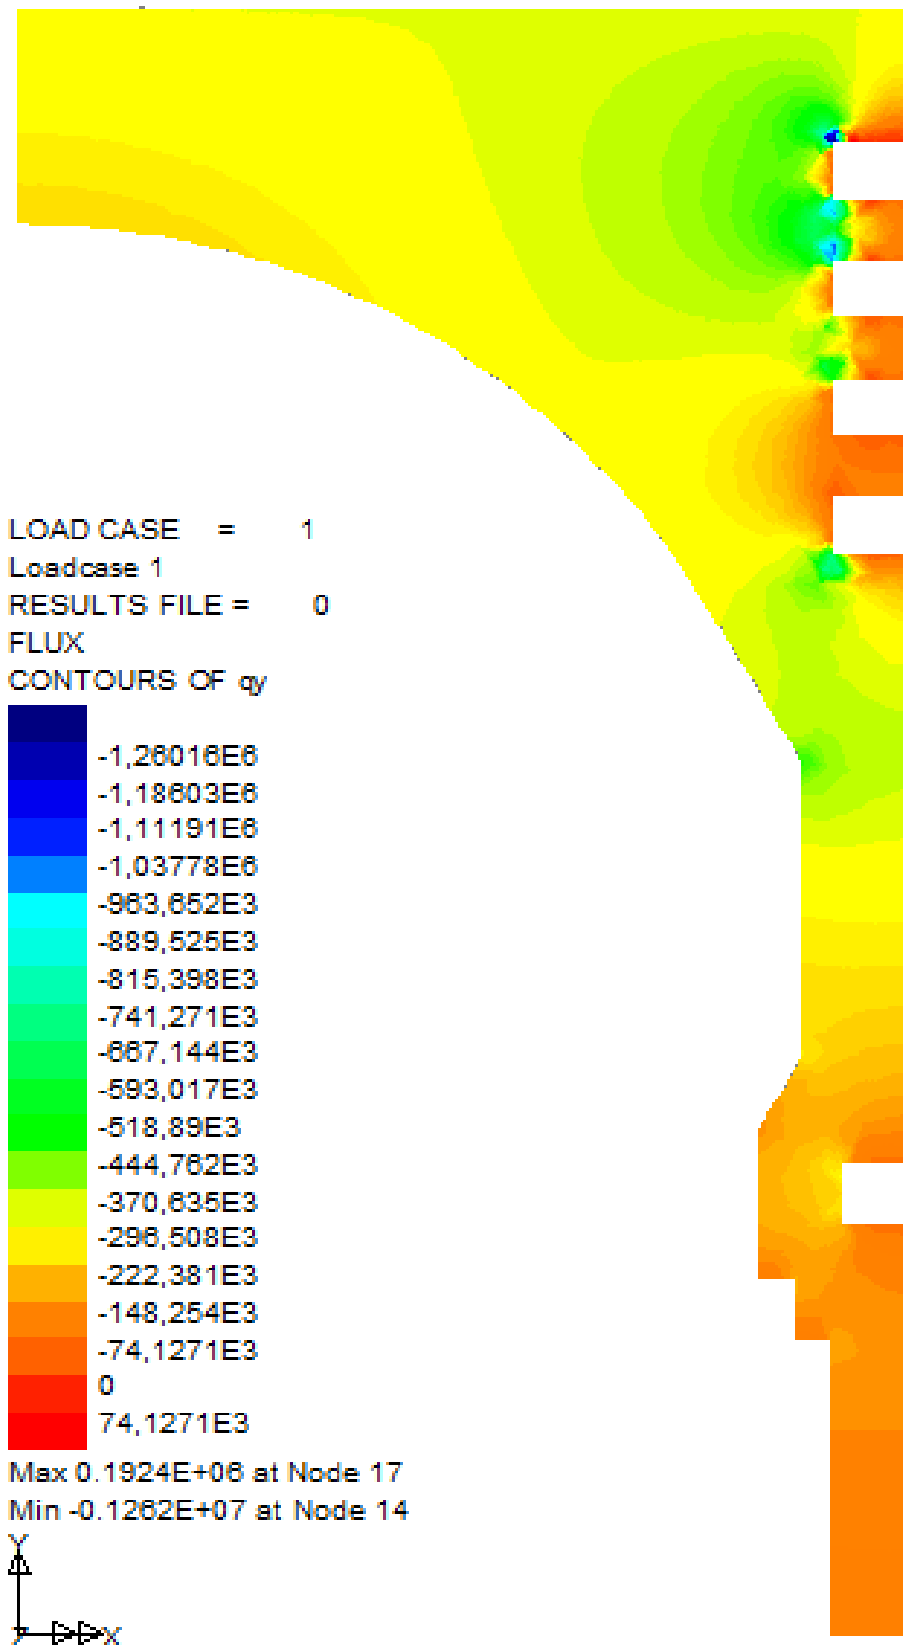 LOAD CASE = 1
Loadcase 1
RESULTS FILE = 0
FLUX
CONTOURS OF qy
-1,26016E6
-1,18603E6
-1,11191E6
-1,03778E6
-963,652E3
-889,525E3
-815,398E3
-741,271E3
-667,144E3
-593,017E3
-518,89E3
-444,762E3
-370,635E3
-296,508E3
-222,381E3
-148,254E3
-74,1271E3
0
74,1271E3
Max 0.1924E+06 at Node 17
Min -0.1262E+07 at Node 14
Y
Z X